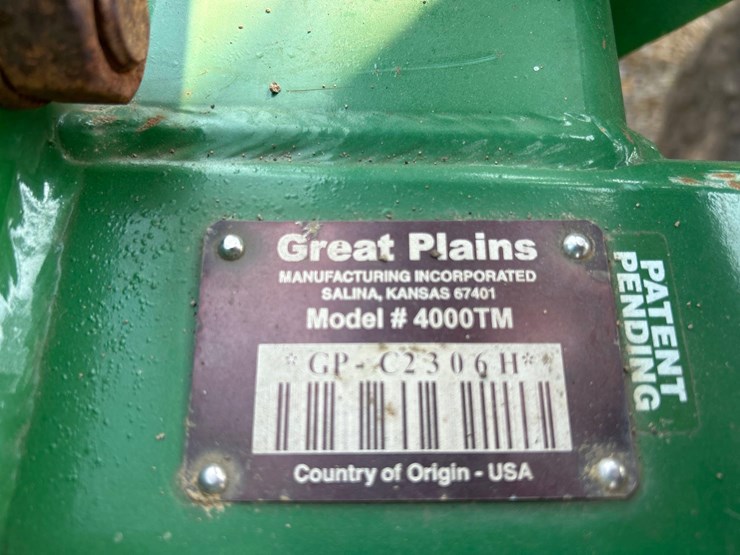 Great Plains
MANUFACTURING INCORPORATED
SALINA, KANSAS 67401
Model # 4000TM
*GP-C2306H*
Country of Origin - USA
PATENT
PENDING